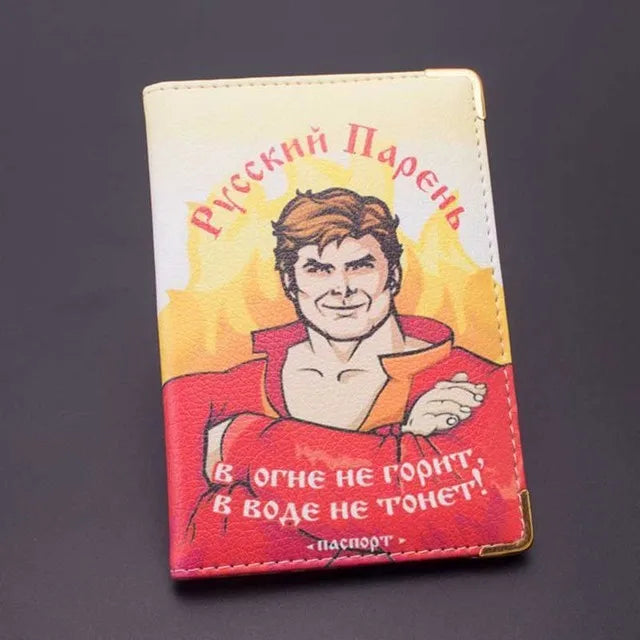 Русский Парень
в огне не горит,
в воде не тонет!
паспорт